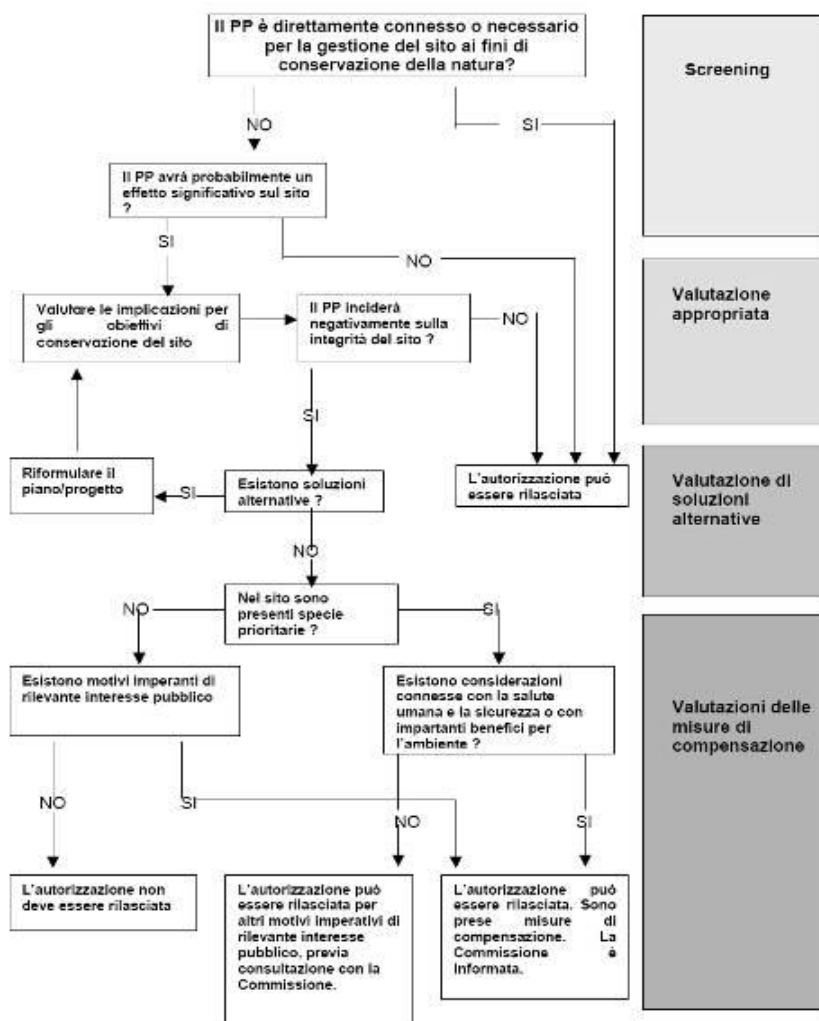 Il PP è direttamente connesso o necessario
per la gestione del sito ai fini di
conservazione della natura?
Screening
NO
SI
Il PP avrà probabilmente un
effetto significativo sul sito
?
SI
NO
Valutare le implicazioni per
gli obiettivi di
conservazione del sito
Il PP inciderà
negativamente sulla
integrità del sito ?
NO
Valutazione
appropriata
SI
Riformulare il
piano/progetto
SI
Esistono soluzioni
alternative ?
L'autorizzazione può
essere rilasciata
Valutazione di
soluzioni
alternative
NO
Nel sito sono
presenti specie
prioritarie ?
NO
SI
Esistono motivi imperanti di
rilevante interesse pubblico
Esistono considerazioni
connesse con la salute
umana e la sicurezza o con
impartanti benefici per
l'ambiente ?
Valutazioni delle
misure di
compensazione
NO
SI
NO
SI
L'autorizzazione non
deve essere rilasciata
L'autorizzazione può
essere rilasciata per
altri motivi imperativi di
rilevante interesse
pubblico, previa
consultazione con la
Commissione.
L'autorizzazione può
essere rilasciata. Sono
prese misure di
compensazione. La
Commissione è
informata.